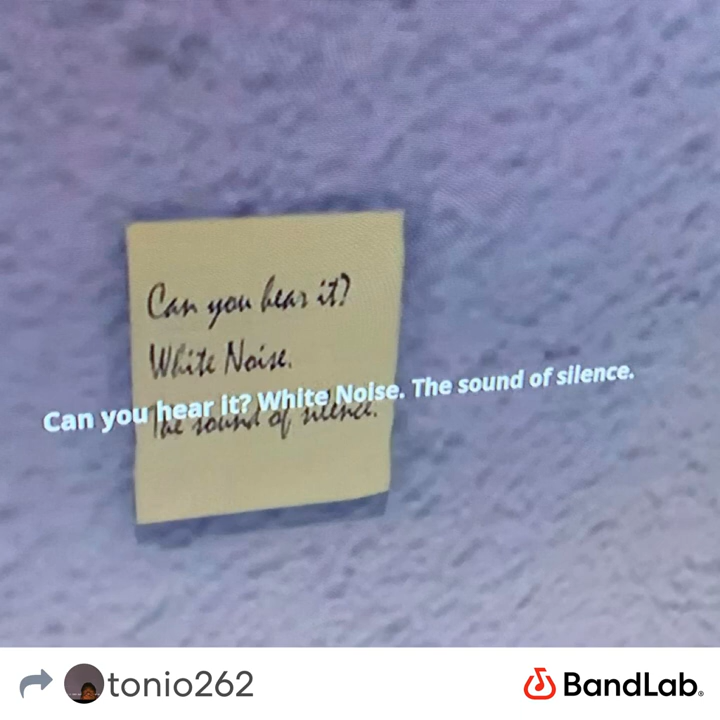 Can you hear it?
White Noise.
The sound of silence.
Can you hear it? White Noise. The sound of silence.
tonio262
BandLab®